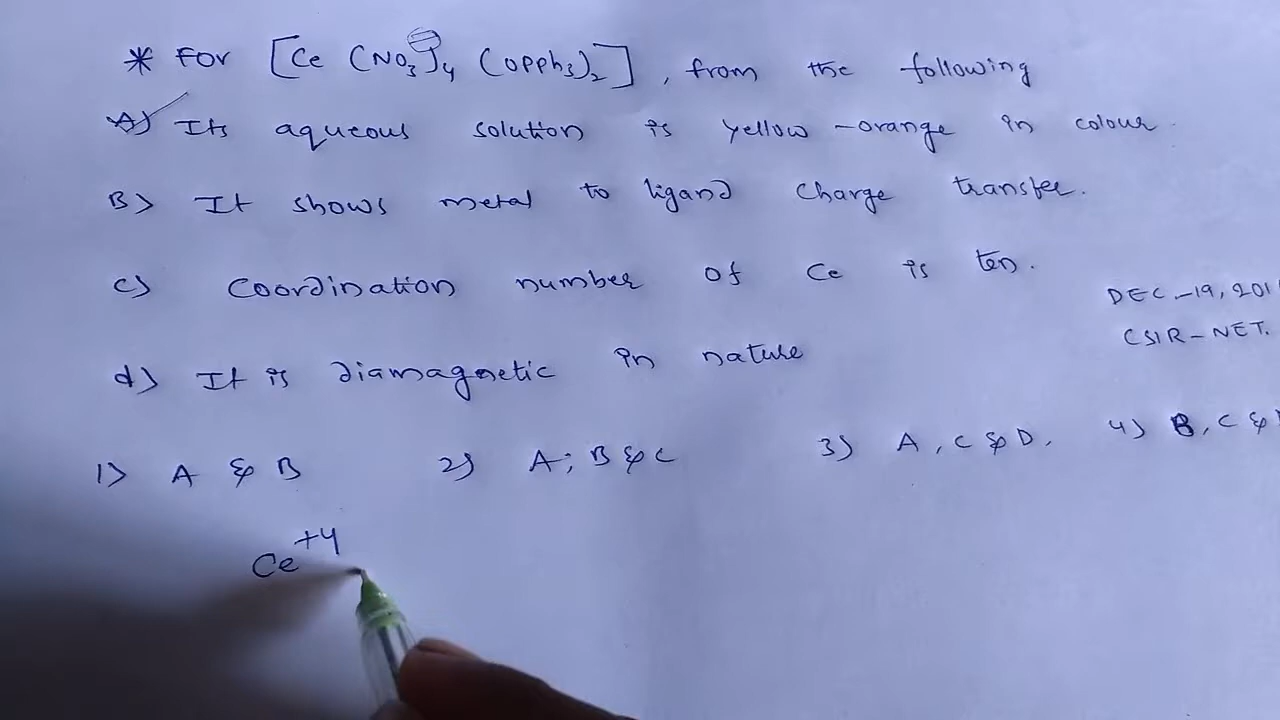 * For [Ce (NO₃⁻)₄ (OPPh₃)₂], from the following
A) Its aqueous solution is yellow-orange in colour.
B) It shows metal to ligand charge transfer.
c) Coordination number of Ce is ten.
DEC-19, 201
CSIR-NET.
d) It is diamagnetic in nature
1) A & B 2) A, B & C 3) A, C & D. 4) B, C &
Ce⁺⁴